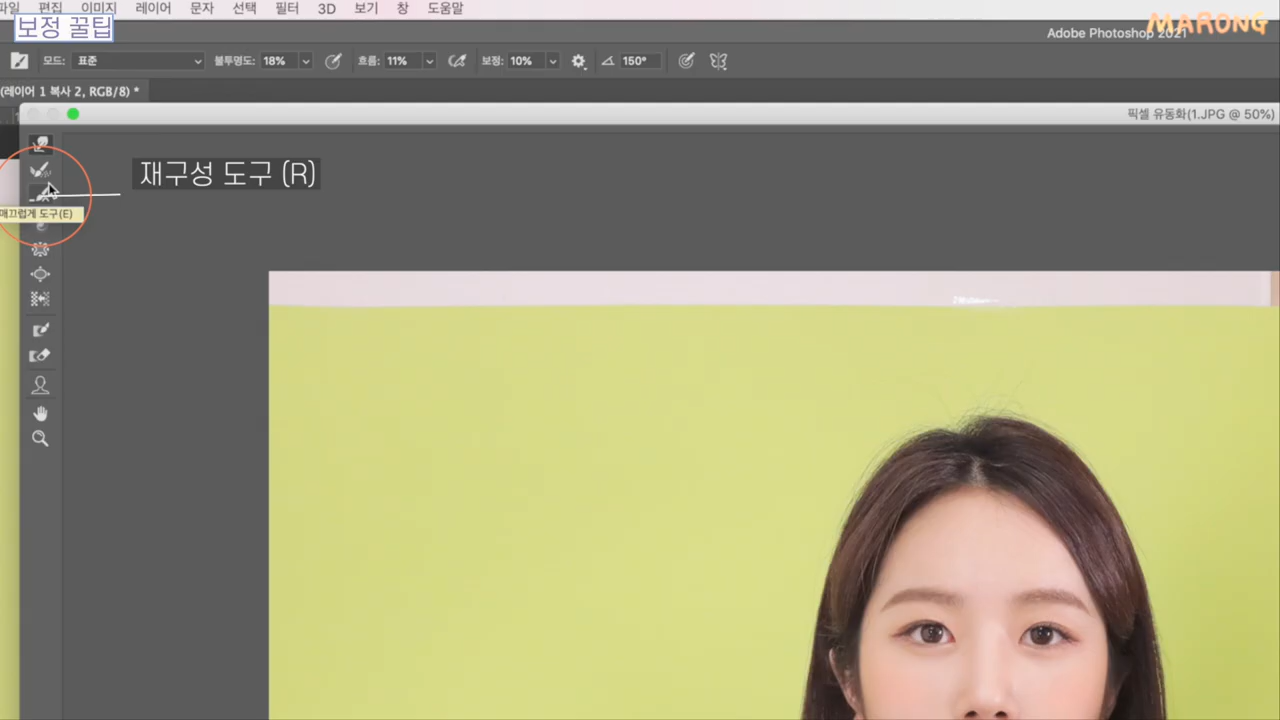 파일 편집 이미지 레이어 문자 선택 필터 3D 보기 창 도움말
보정 꿀팁
MARONG
Adobe Photoshop 2021
모드: 표준 불투명도: 18% 흐름: 11% 보정: 10% 150°
(레이어 1 복사 2, RGB/8) *
픽셀 유동화(1.JPG @ 50%)
재구성 도구 (R)
매끄럽게 도구(E)